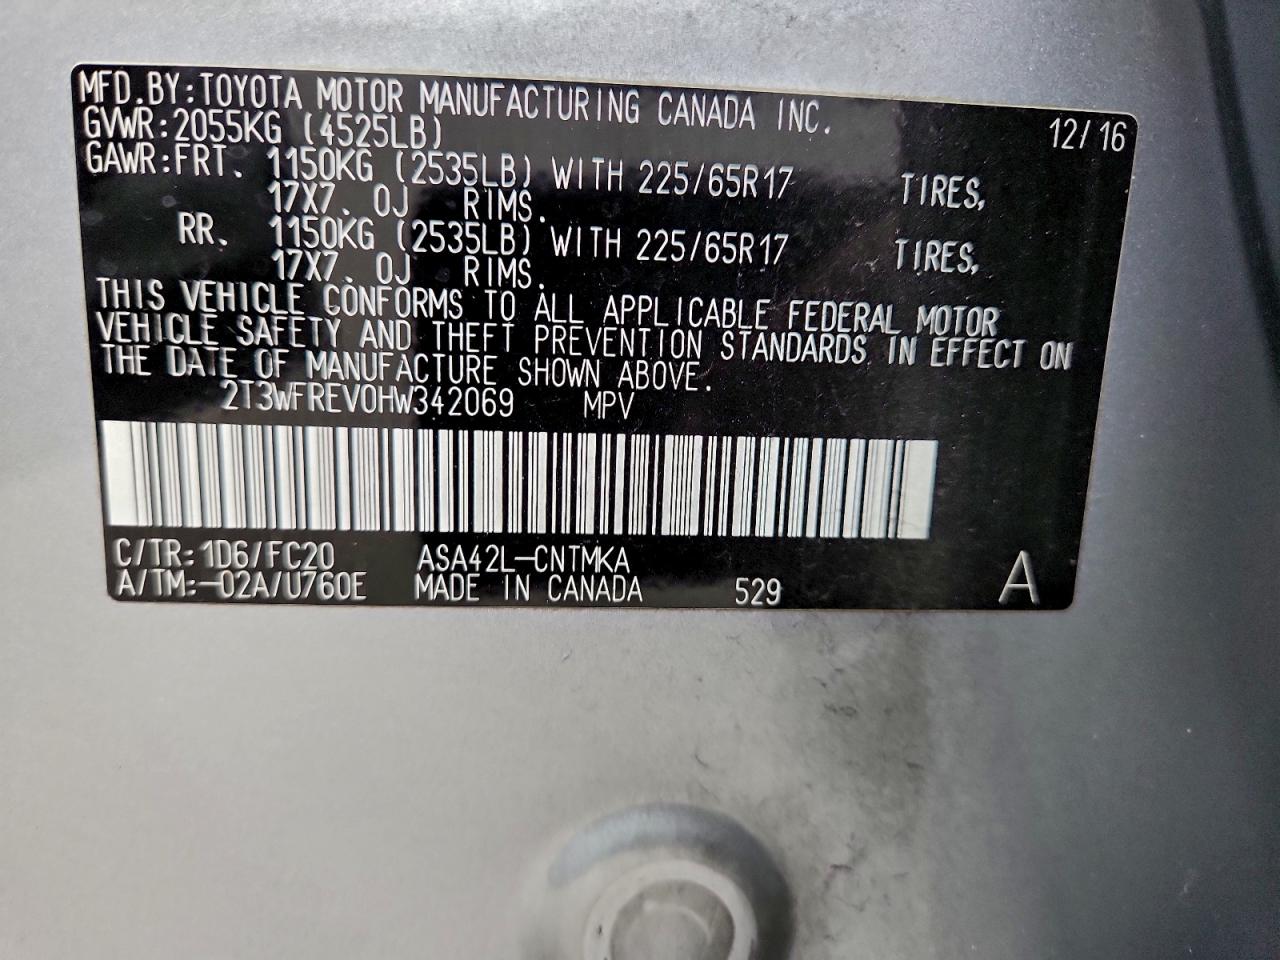 MFD.BY:TOYOTA MOTOR MANUFACTURING CANADA INC. 12/16
GVWR:2055KG (4525LB)
GAWR:FRT. 1150KG (2535LB) WITH 225/65R17 TIRES,
17X7.0J RIMS.
RR. 1150KG (2535LB) WITH 225/65R17 TIRES,
17X7.0J RIMS.
THIS VEHICLE CONFORMS TO ALL APPLICABLE FEDERAL MOTOR
VEHICLE SAFETY AND THEFT PREVENTION STANDARDS IN EFFECT ON
THE DATE OF MANUFACTURE SHOWN ABOVE.
2T3WFREV0HW342069 MPV
C/TR:1D6/FC20 ASA42L-CNTMKA
A/TM:-02A/U760E MADE IN CANADA 529 A